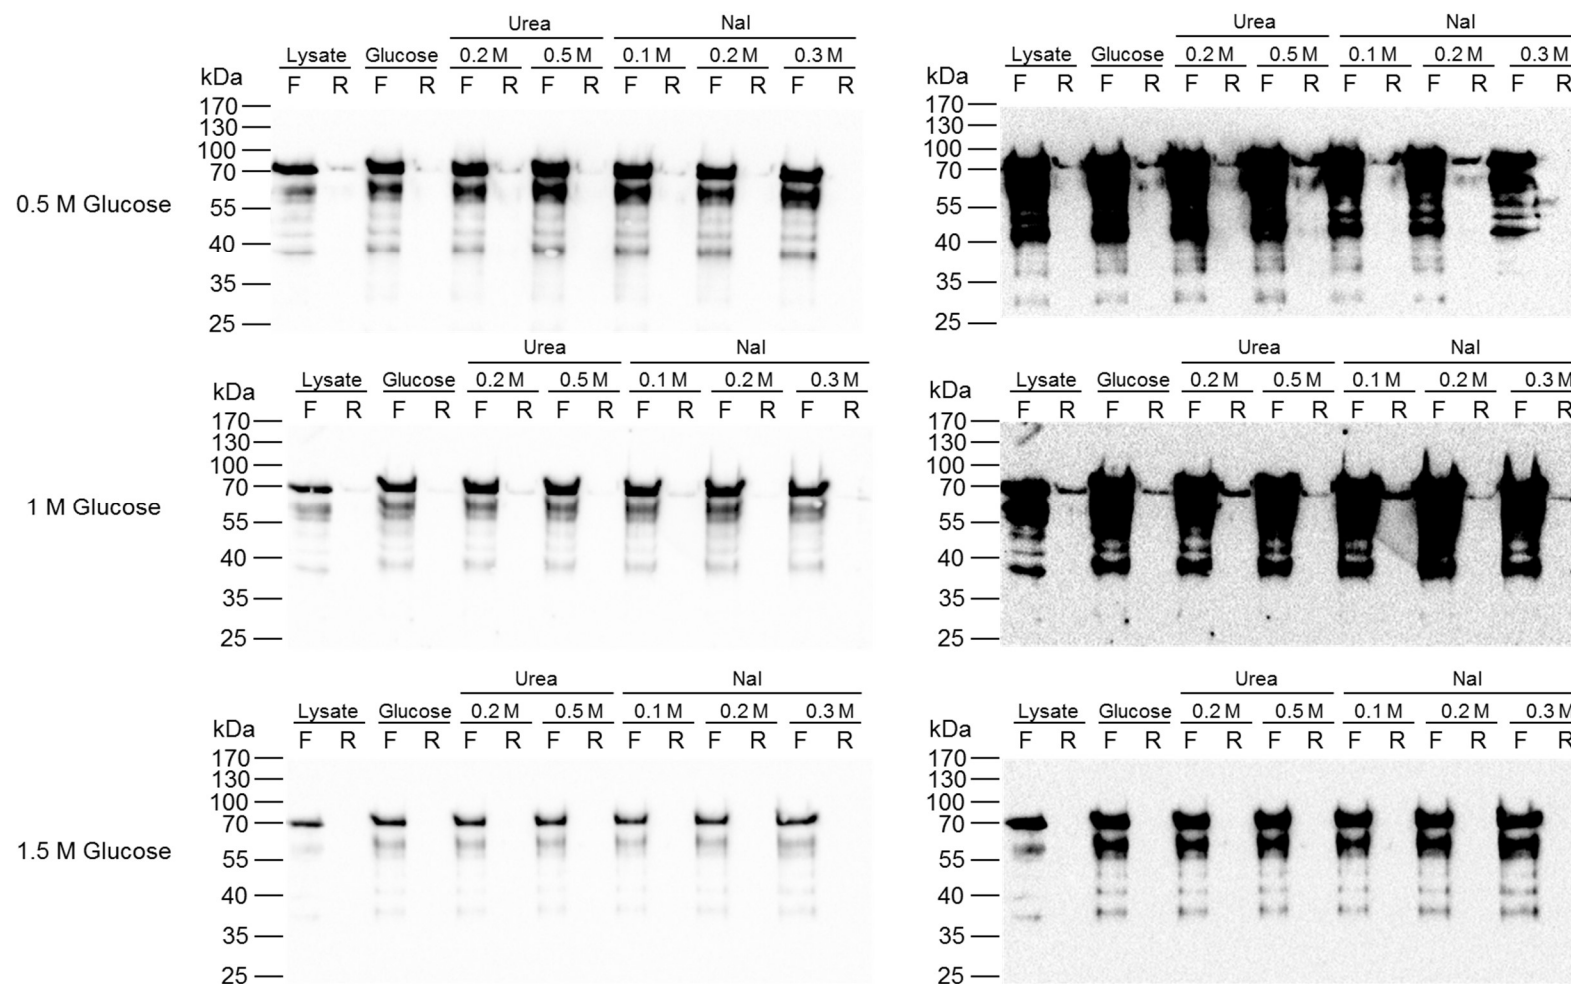 Urea NaI Urea NaI
Lysate Glucose 0.2 M 0.5 M 0.1 M 0.2 M 0.3 M Lysate Glucose 0.2 M 0.5 M 0.1 M 0.2 M 0.3 M
kDa F R F R F R F R F R F R F R kDa F R F R F R F R F R F R F R
170 170
130 130
100 100
70 70
0.5 M Glucose 55 55
40 40
35 35
25 25
Urea NaI Urea NaI
Lysate Glucose 0.2 M 0.5 M 0.1 M 0.2 M 0.3 M Lysate Glucose 0.2 M 0.5 M 0.1 M 0.2 M 0.3 M
kDa F R F R F R F R F R F R F R kDa F R F R F R F R F R F R F R
170 170
130 130
100 100
70 70
1 M Glucose 55 55
40 40
35 35
25 25
Urea NaI Urea NaI
Lysate Glucose 0.2 M 0.5 M 0.1 M 0.2 M 0.3 M Lysate Glucose 0.2 M 0.5 M 0.1 M 0.2 M 0.3 M
kDa F R F R F R F R F R F R F R kDa F R F R F R F R F R F R F R
170 170
130 130
100 100
70 70
1.5 M Glucose 55 55
40 40
35 35
25 25